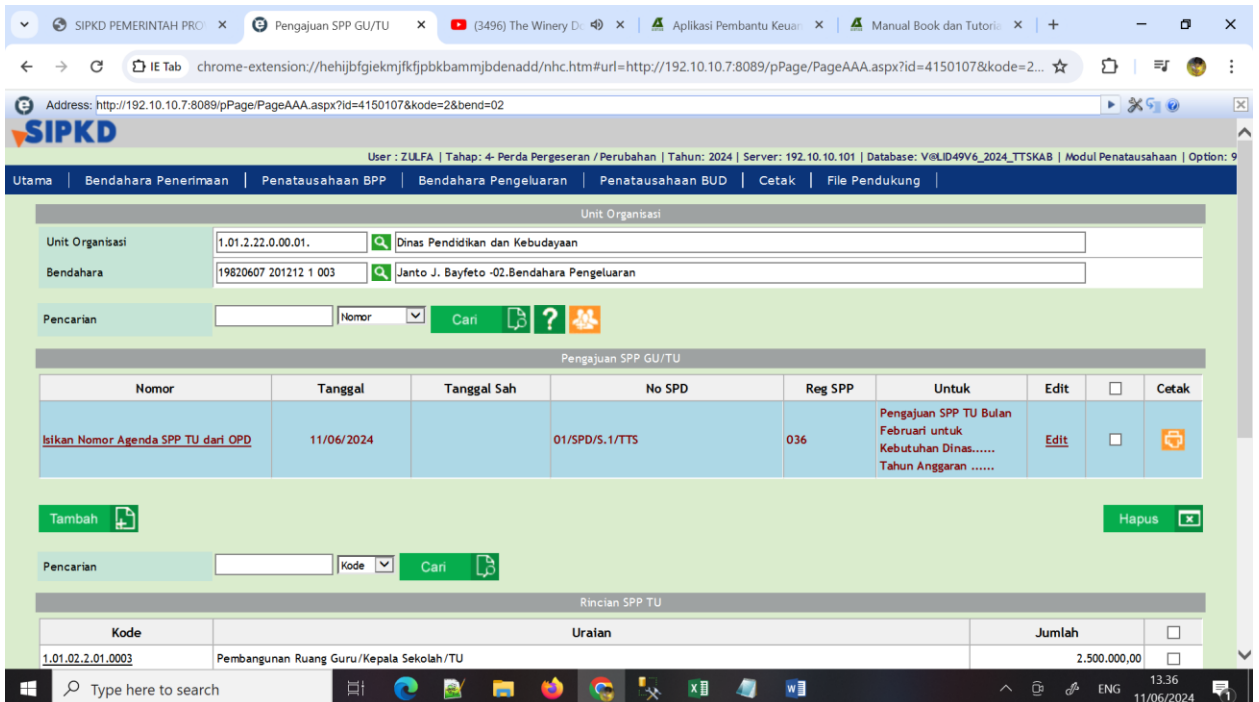 SIPKD PEMERINTAH PRO
Pengajuan SPP GU/TU
(3496) The Winery Do
Aplikasi Pembantu Keuan
Manual Book dan Tutoria
IE Tab
chrome-extension://hehijbfgiekmjfkfjpbkbammjbdenadd/nhc.htm#url=http://192.10.10.7:8089/pPage/PageAAA.aspx?id=4150107&kode=2...
Address: http://192.10.10.7:8089/pPage/PageAAA.aspx?id=4150107&kode=2&bend=02
SIPKD
User : ZULFA | Tahap: 4- Perda Pergeseran /Perubahan | Tahun: 2024 | Server: 192.10.10.101 | Database: V@LID49V6_2024_TTSKAB | Modul Penatausahaan | Option: 9
Utama | Bendahara Penerimaan | Penatausahaan BPP | Bendahara Pengeluaran | Penatausahaan BUD | Cetak | File Pendukung |
Unit Organisasi
Unit Organisasi 1.01.2.22.0.00.01. Dinas Pendidikan dan Kebudayaan
Bendahara 19820607 201212 1 003 Janto J. Bayfeto -02.Bendahara Pengeluaran
Pencarian Nomor Cari ?
Pengajuan SPP GU/TU
Nomor Tanggal Tanggal Sah No SPD Reg SPP Untuk Edit Cetak
Isikan Nomor Agenda SPP TU dari OPD 11/06/2024 01/SPD/S.1/TTS 036
Pengajuan SPP TU Bulan
Februari untuk
Kebutuhan Dinas......
Tahun Anggaran ......
Edit
Tambah Hapus
Pencarian Kode Cari
Rincian SPP TU
Kode Uraian Jumlah
1.01.02.2.01.0003 Pembangunan Ruang Guru/Kepala Sekolah/TU 2.500.000,00
Type here to search
ENG
13.36
11/06/2024